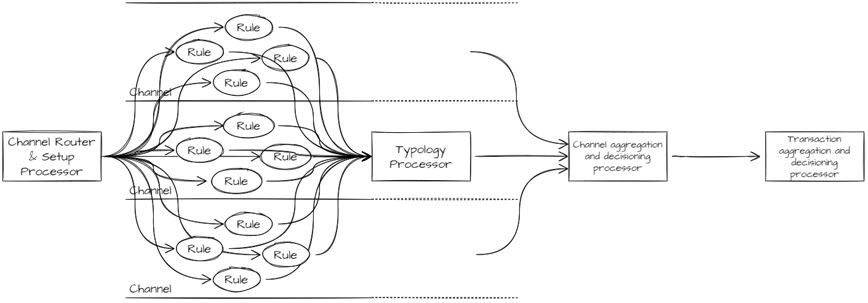 Rule
Rule
Rule
Rule
Channel
Rule
Channel Router
& Setup
Processor
Rule
Rule
Rule
Channel
Typology
Processor
Channel aggregation
and decisioning
processor
Transaction
aggregation and
decisioning
processor
Rule
Rule
Rule
Rule
Channel